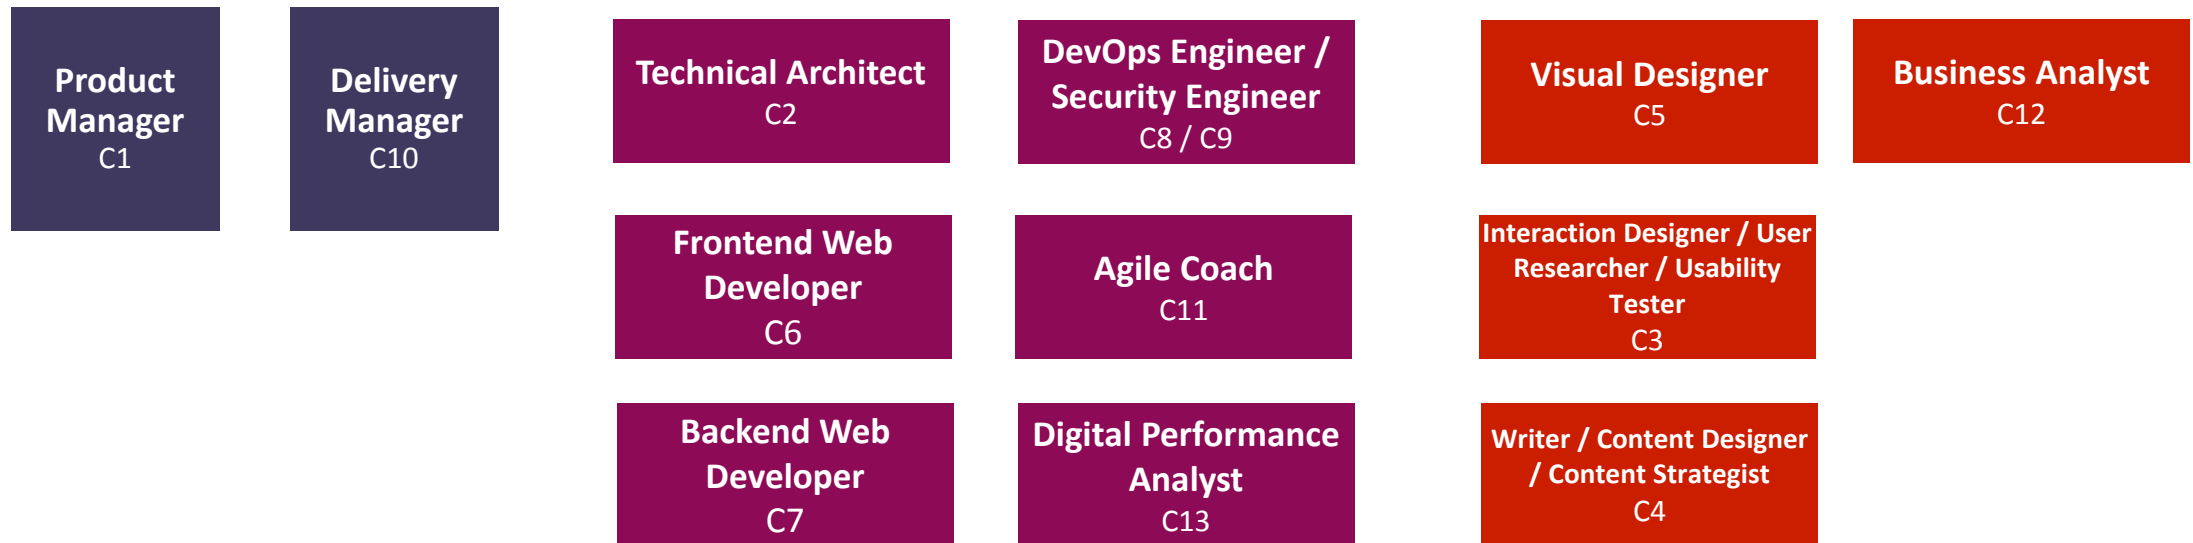 Product
Manager
C1
Delivery
Manager
C10
Technical Architect
C2
DevOps Engineer /
Security Engineer
C8 / C9
Visual Designer
C5
Business Analyst
C12
Frontend Web
Developer
C6
Agile Coach
C11
Interaction Designer / User
Researcher / Usability
Tester
C3
Backend Web
Developer
C7
Digital Performance
Analyst
C13
Writer / Content Designer
/ Content Strategist
C4